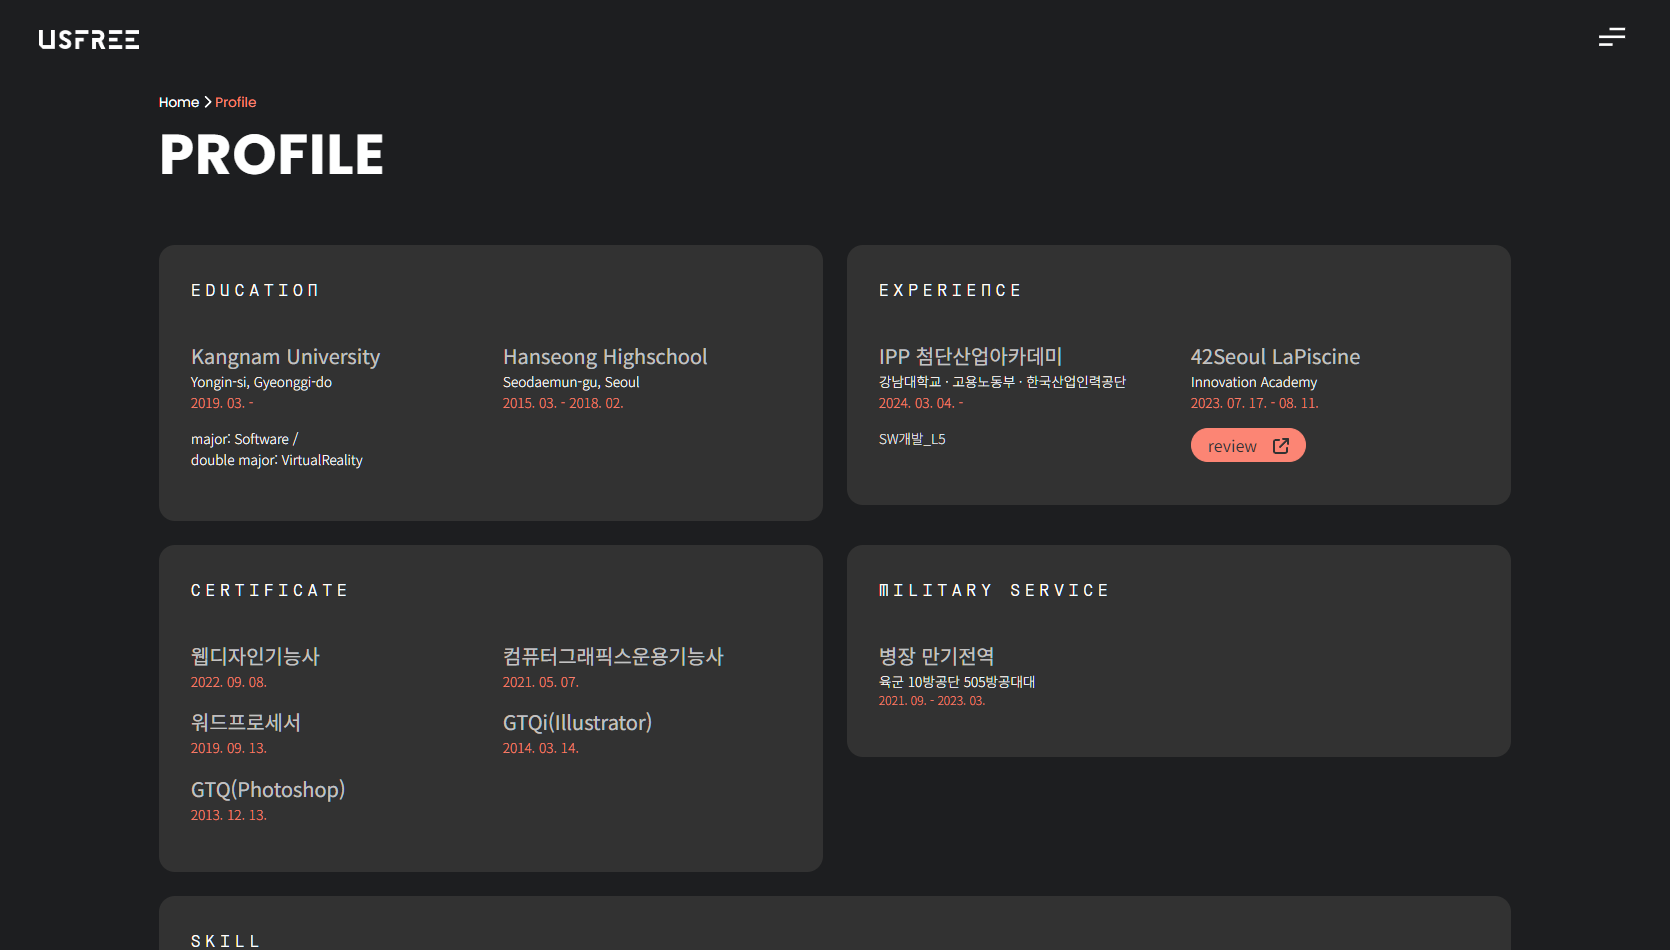 USFREE
Home > Profile
PROFILE
EDUCATION
Kangnam University
Yongin-si, Gyeonggi-do
2019. 03. -
major: Software /
double major: VirtualReality
Hanseong Highschool
Seodaemun-gu, Seoul
2015. 03. - 2018. 02.
EXPERIENCE
IPP 첨단산업아카데미
강남대학교 · 고용노동부 · 한국산업인력공단
2024. 03. 04. -
SW개발_L5
42Seoul LaPiscine
Innovation Academy
2023. 07. 17. - 08. 11.
review
CERTIFICATE
웹디자인기능사
2022. 09. 08.
컴퓨터그래픽스운용기능사
2021. 05. 07.
워드프로세서
2019. 09. 13.
GTQi(Illustrator)
2014. 03. 14.
GTQ(Photoshop)
2013. 12. 13.
MILITARY SERVICE
병장 만기전역
육군 10방공단 505방공대대
2021. 09. - 2023. 03.
SKILL